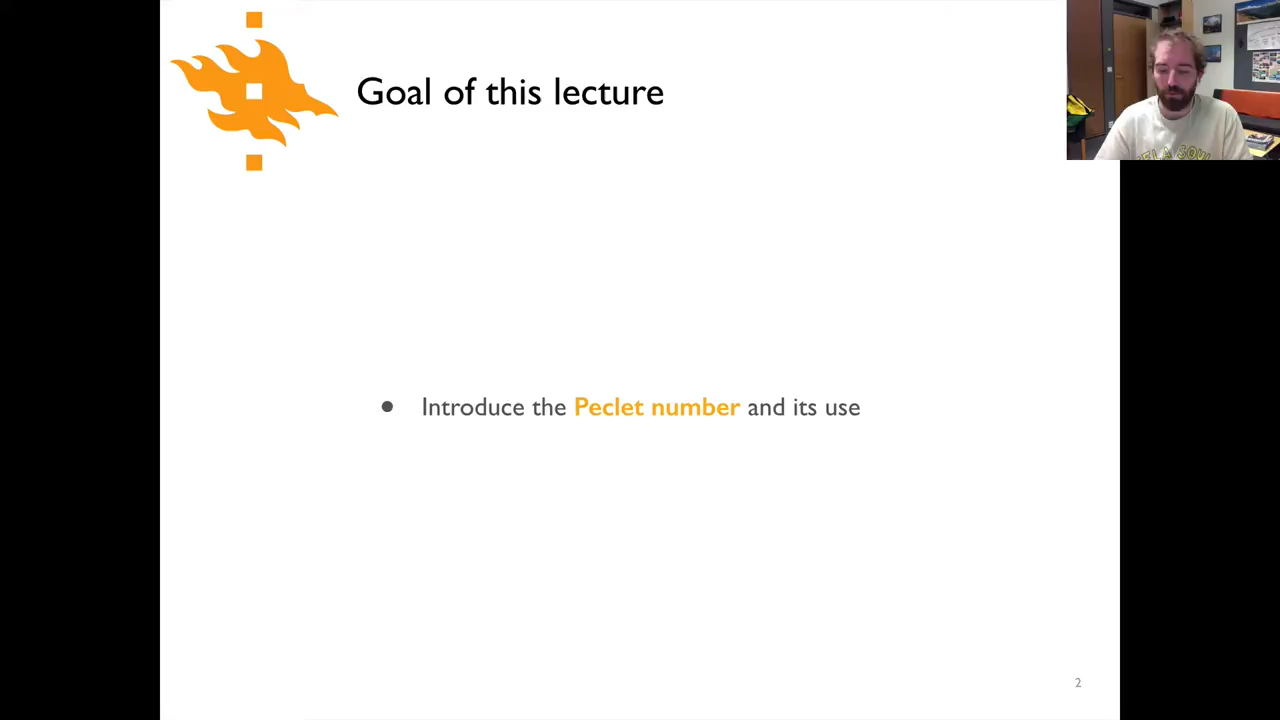 Goal of this lecture
● Introduce the Peclet number and its use
2